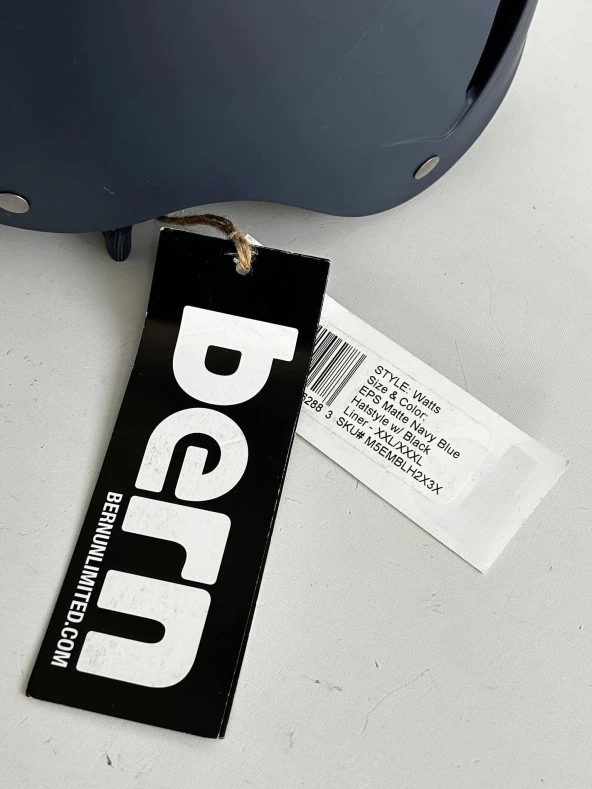 bern
BERNUNLIMITED.COM
STYLE: Watts
Size & Color:
EPS Matte Navy Blue
Hatstyle w/ Black
Liner - XXL/XXXL
SKU# M5EMBLH2X3X
8288 3